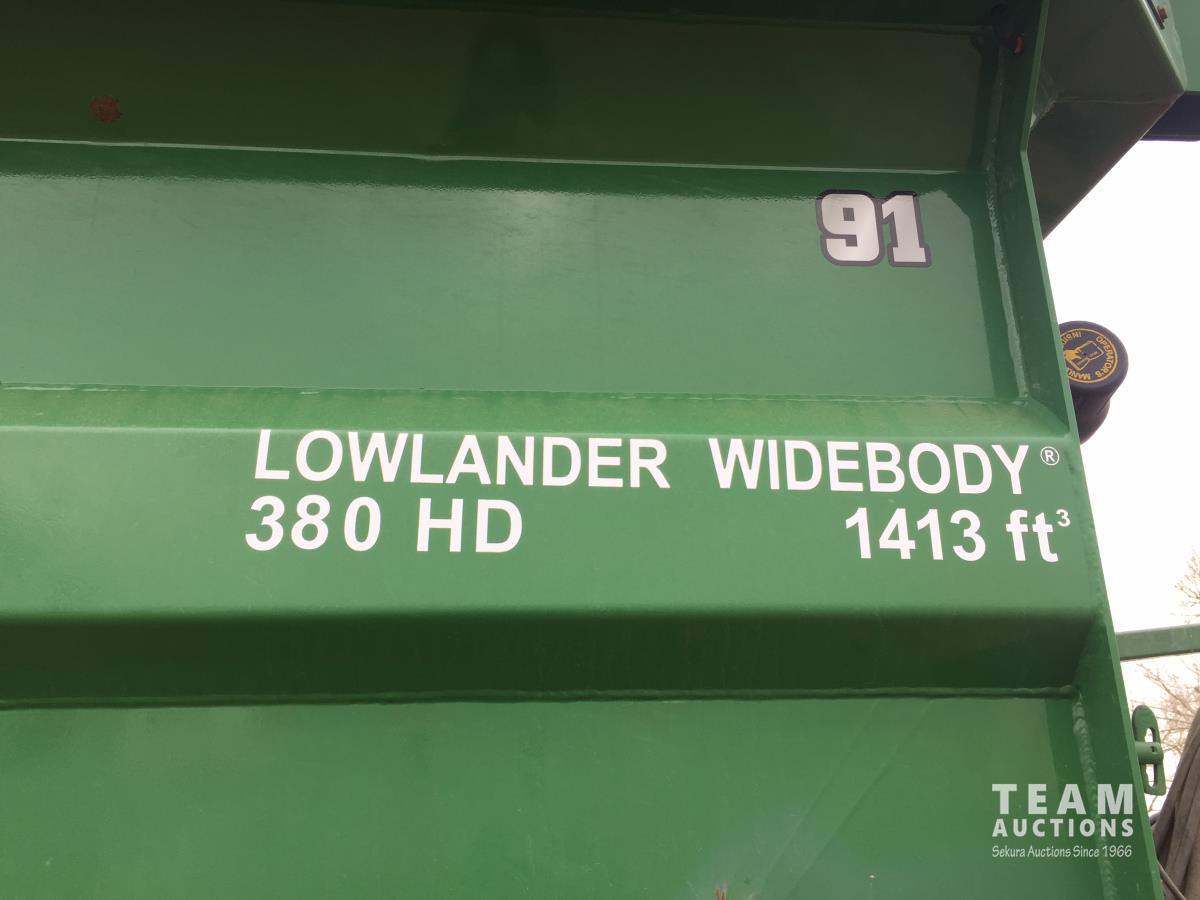 91
OPERATOR'S
LOWLANDER WIDEBODY®
380 HD 1413 ft³
TEAM
AUCTIONS
Sekura Auctions Since 1966